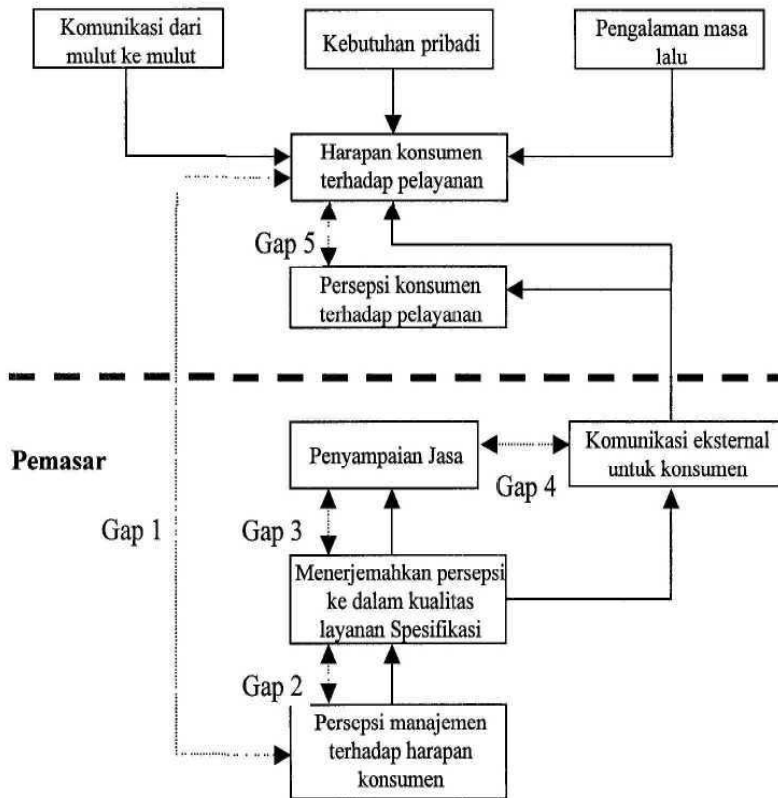 Komunikasi dari
mulut ke mulut
Kebutuhan pribadi
Pengalaman masa
lalu
Harapan konsumen
terhadap pelayanan
Gap 5
Persepsi konsumen
terhadap pelayanan
Pemasar
Penyampaian Jasa
Komunikasi eksternal
untuk konsumen
Gap 4
Gap 1
Gap 3
Menerjemahkan persepsi
ke dalam kualitas
layanan Spesifikasi
Gap 2
Persepsi manajemen
terhadap harapan
konsumen